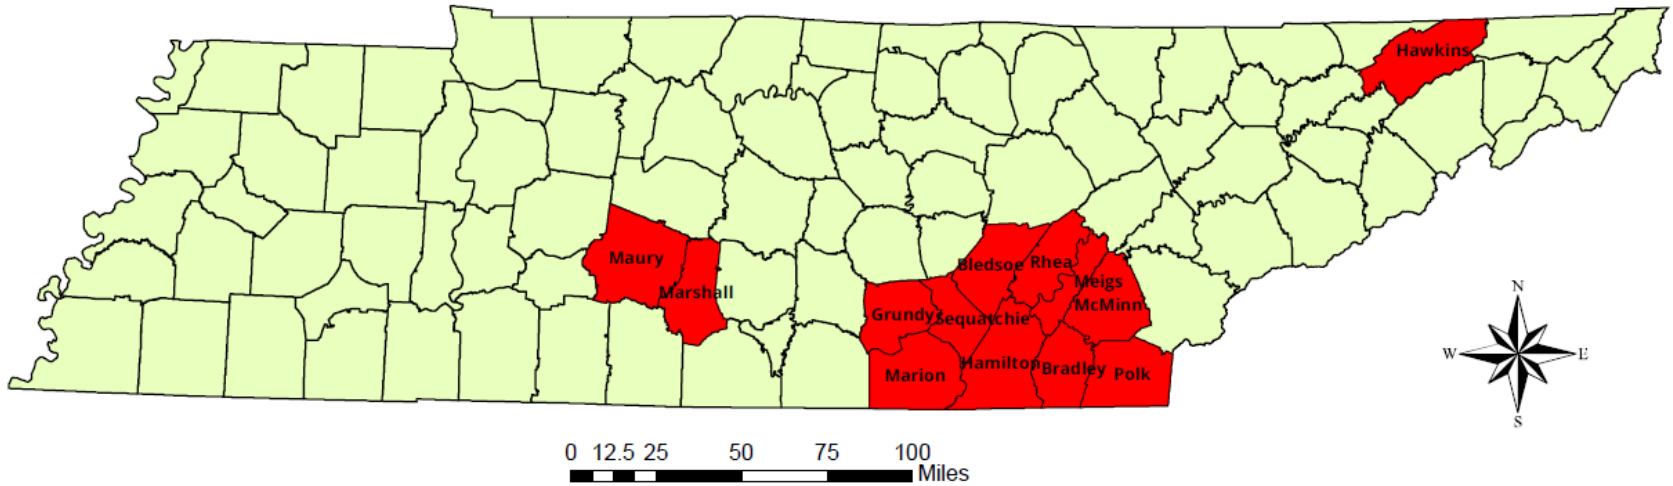 Hawkins
Maury
Marshall
Bledsoe
Rhea
Meigs
McMinn
Grundy
Sequatchie
Hamilton
Bradley
Marion
Polk
N
W
E
S
0 12.5 25 50 75 100
Miles